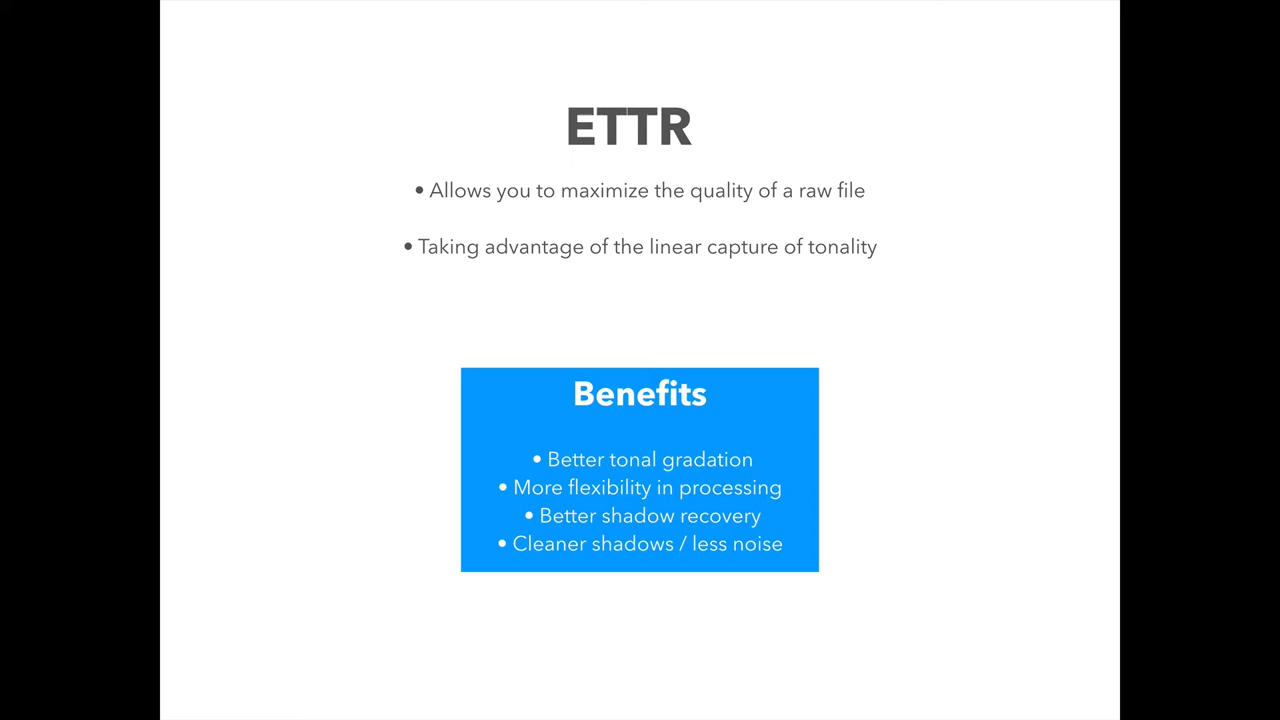 ETTR
• Allows you to maximize the quality of a raw file
• Taking advantage of the linear capture of tonality
Benefits
• Better tonal gradation
• More flexibility in processing
• Better shadow recovery
• Cleaner shadows / less noise